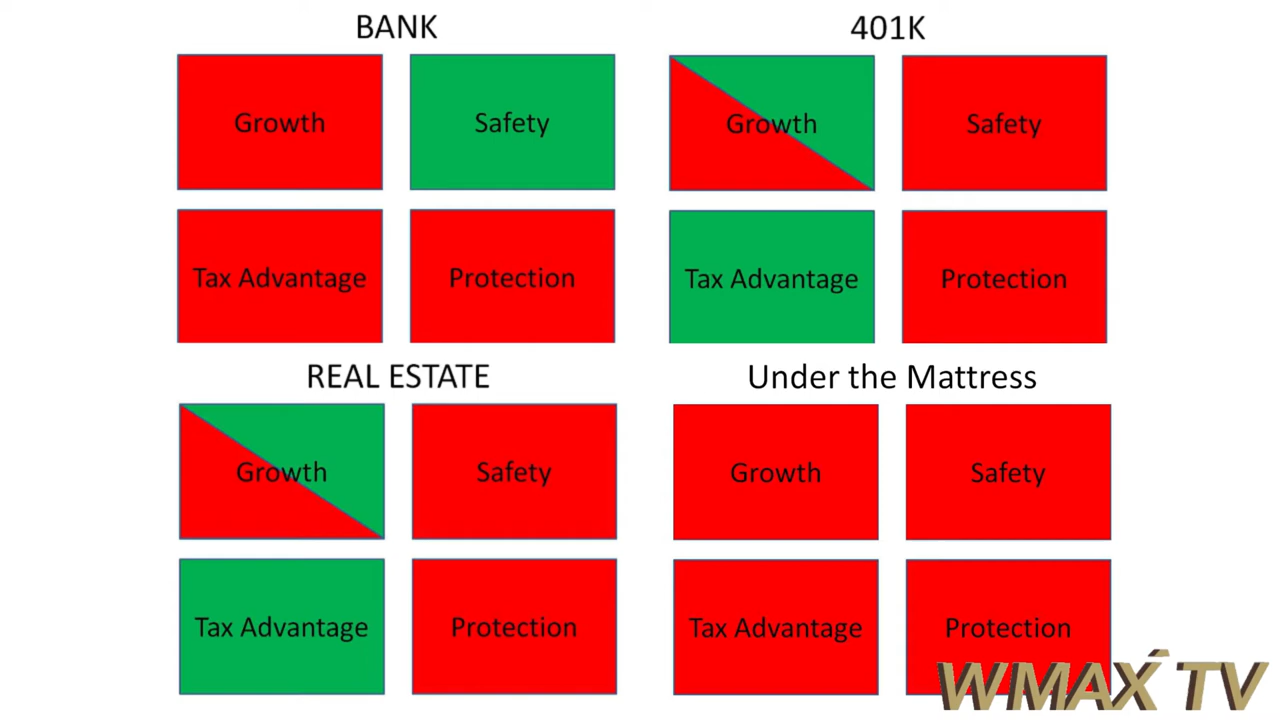 BANK
Growth
Safety
Tax Advantage
Protection
401K
Growth
Safety
Tax Advantage
Protection
REAL ESTATE
Growth
Safety
Tax Advantage
Protection
Under the Mattress
Growth
Safety
Tax Advantage
Protection
WMAX TV